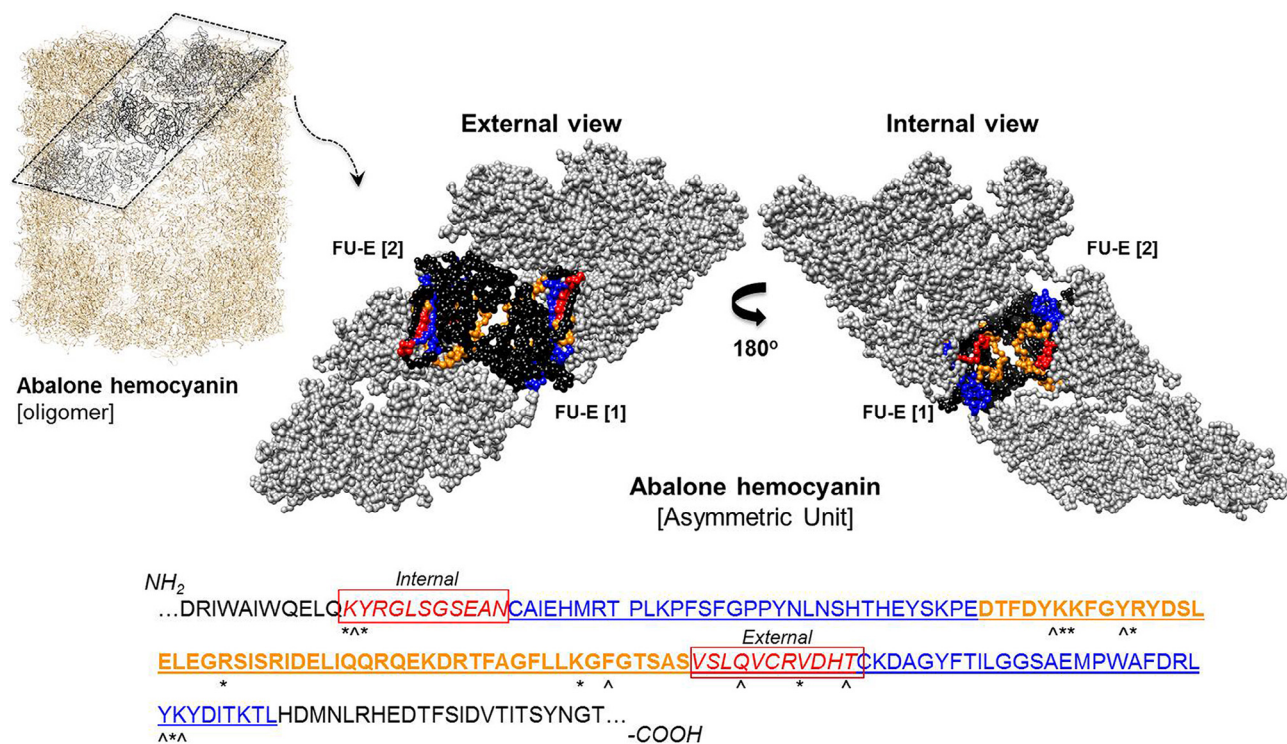 External view
Internal view
FU-E [2]
FU-E [2]
180º
Abalone hemocyanin
[oligomer]
FU-E [1]
FU-E [1]
Abalone hemocyanin
[Asymmetric Unit]
NH2
Internal
…DRIWAIWQELQKYRGLSGSEANCAIEHMRT PLKPFSFGPPYNLNSHTHEYSKPEDTFDYKKFGYRYDSL
*^* ^** ^*
External
ELEGRSISRIDELIQQRQEKDRTFAGFLLKGFGTSASVSLQVCRVDHTCKDAGYFTILGGSAEMPWAFDRL
* * ^ ^ * ^
YKYDITKTLHDMNLRHEDTFSIDVTITSYNGT…
^*^
-COOH